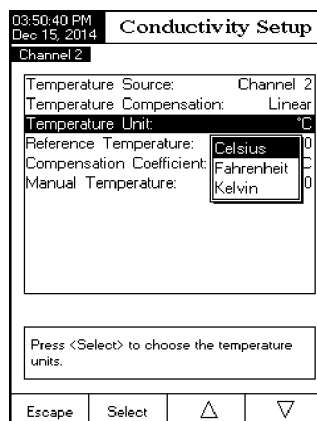 03:50:40 PM
Dec 15, 2014
Conductivity Setup
Channel 2
Temperature Source: Channel 2
Temperature Compensation: Linear
Temperature Unit: °C
Reference Temperature: 0
Compensation Coefficient: C
Manual Temperature: 0
Celsius
Fahrenheit
Kelvin
Press <Select> to choose the temperature
units.
Escape Select △ ▽